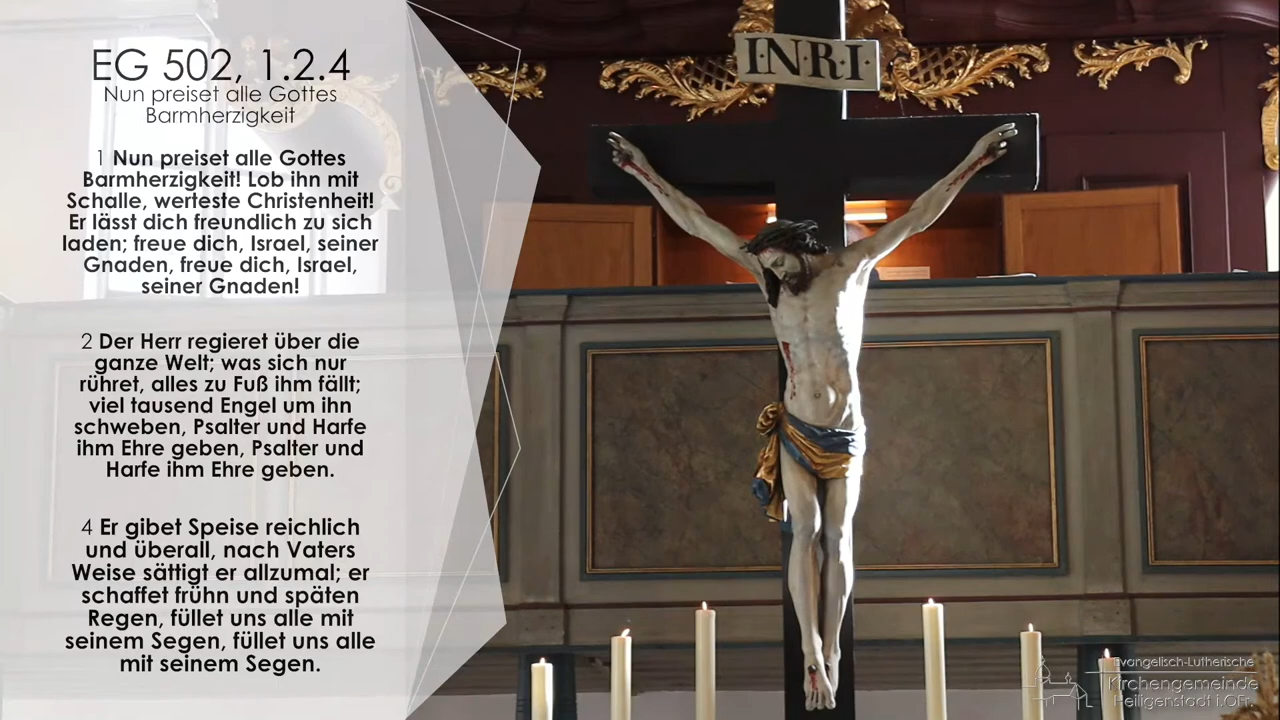 EG 502, 1.2.4
Nun preiset alle Gottes
Barmherzigkeit
1 Nun preiset alle Gottes
Barmherzigkeit! Lob ihn mit
Schalle, werteste Christenheit!
Er lässt dich freundlich zu sich
laden; freue dich, Israel, seiner
Gnaden, freue dich, Israel,
seiner Gnaden!
2 Der Herr regieret über die
ganze Welt; was sich nur
rühret, alles zu Fuß ihm fällt;
viel tausend Engel um ihn
schweben, Psalter und Harfe
ihm Ehre geben, Psalter und
Harfe ihm Ehre geben.
4 Er gibet Speise reichlich
und überall, nach Vaters
Weise sättigt er allzumal; er
schaffet frühn und späten
Regen, füllet uns alle mit
seinem Segen, füllet uns alle
mit seinem Segen.
I·N·R·I·
Evangelisch-Lutherische
Kirchengemeinde
Heiligenstadt i.OFr.